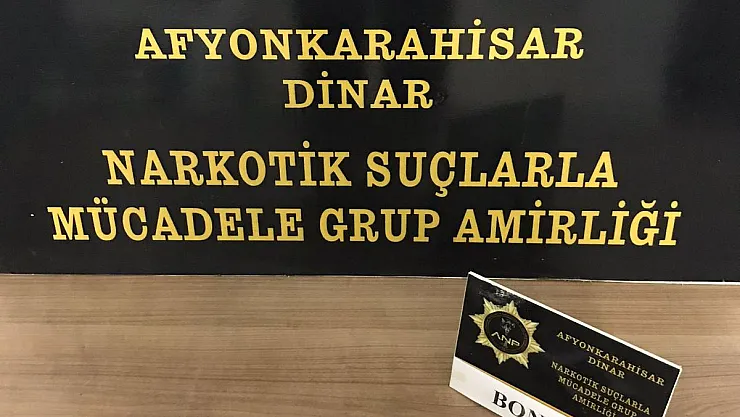 AFYONKARAHİSAR
DİNAR
NARKOTİK SUÇLARLA
MÜCADELE GRUP AMİRLİĞİ
ANP
AFYONKARAHİSAR
DİNAR
NARKOTİK SUÇLARLA
MÜCADELE GRUP
AMİRLİĞİ